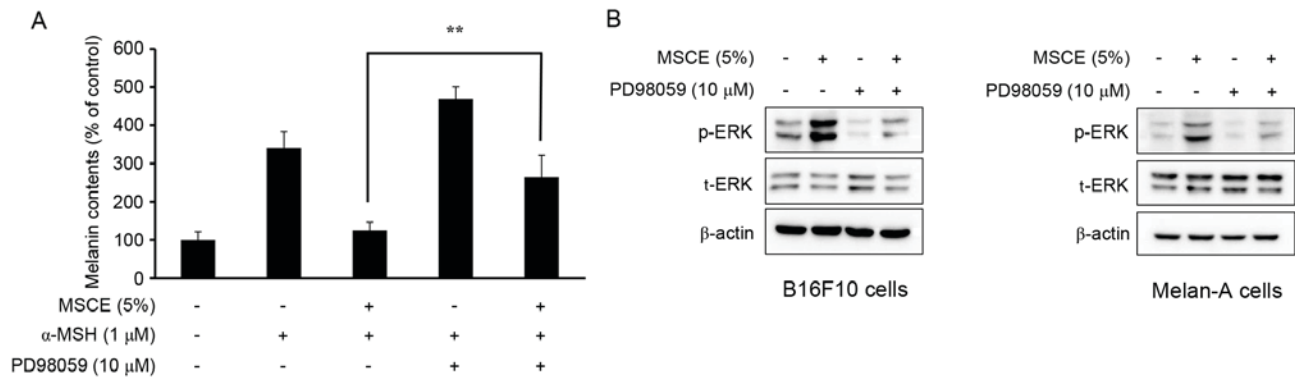 A
Melanin contents (% of control)
600
500
400
300
200
100
0
**
MSCE (5%) - - + - +
α-MSH (1 μM) - + + + +
PD98059 (10 μM) - - - + +
B
MSCE (5%) - + - +
PD98059 (10 μM) - - + +
p-ERK
t-ERK
β-actin
B16F10 cells
MSCE (5%) - + - +
PD98059 (10 μM) - - + +
p-ERK
t-ERK
β-actin
Melan-A cells